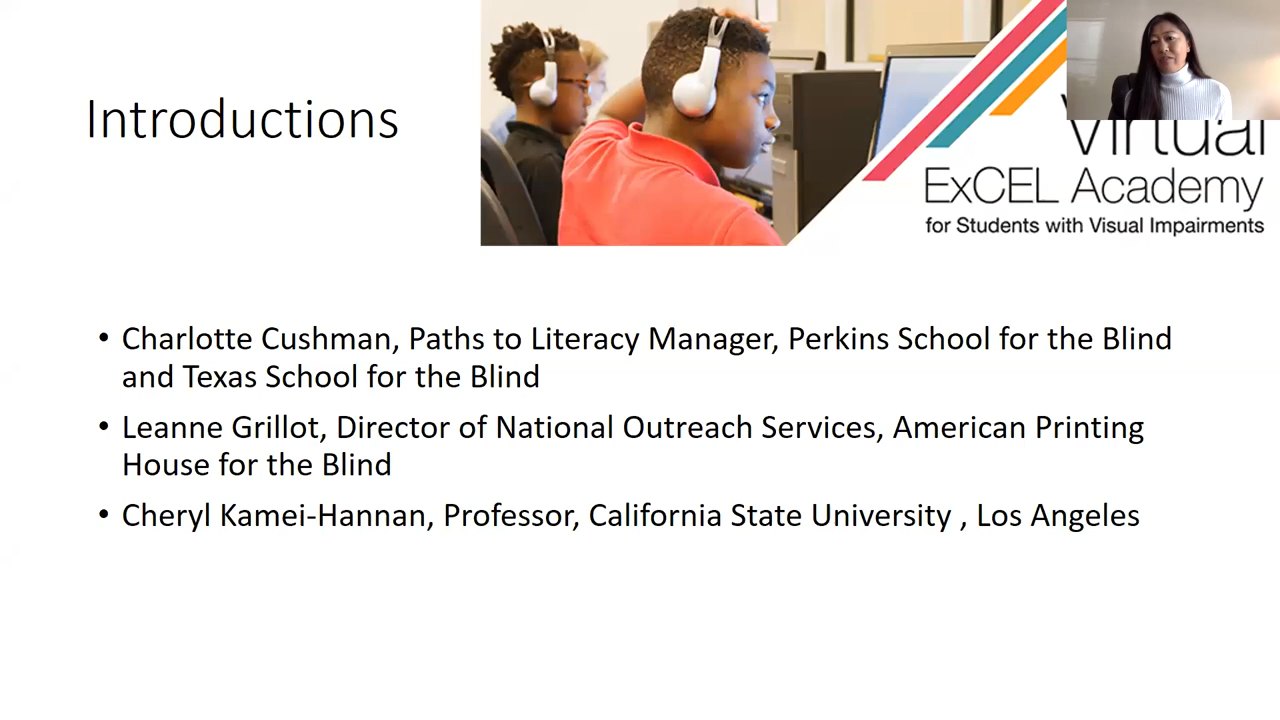 Introductions
Virtual
ExCEL Academy
for Students with Visual Impairments
• Charlotte Cushman, Paths to Literacy Manager, Perkins School for the Blind
and Texas School for the Blind
• Leanne Grillot, Director of National Outreach Services, American Printing
House for the Blind
• Cheryl Kamei-Hannan, Professor, California State University , Los Angeles